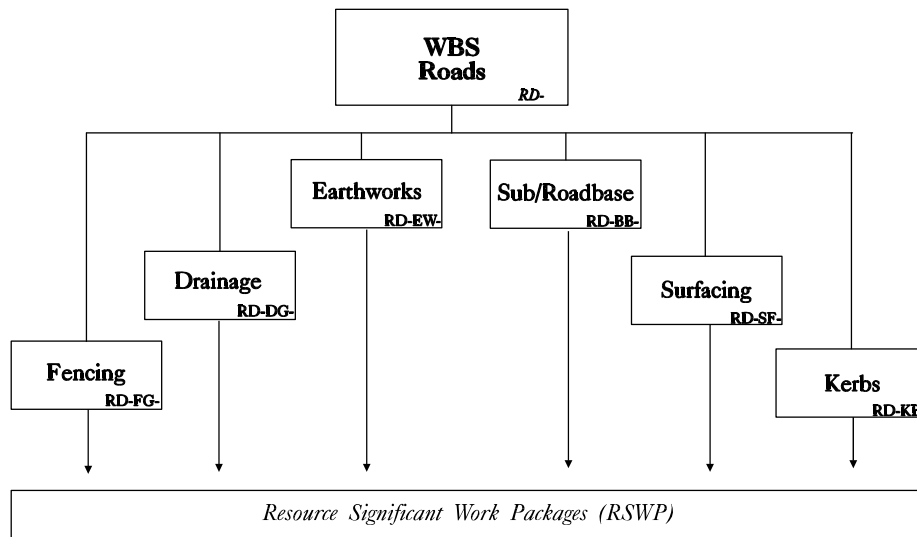 WBS
Roads
RD-
Earthworks
RD-EW-
Sub/Roadbase
RD-BB-
Drainage
RD-DG-
Surfacing
RD-SF-
Fencing
RD-FG-
Kerbs
Resource Significant Work Packages (RSWP)